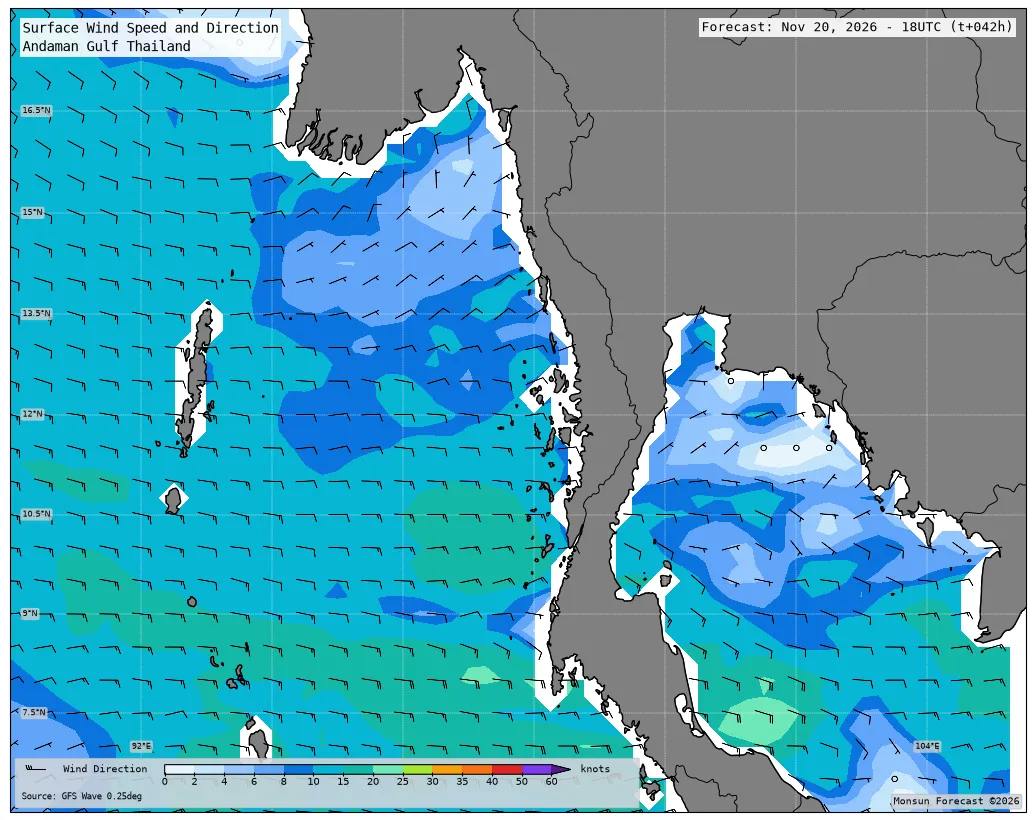 Surface Wind Speed and Direction
Andaman Gulf Thailand
Forecast: Nov 20, 2026 - 18UTC (t+042h)
16.5°N
15°N
13.5°N
12°N
10.5°N
9°N
7.5°N
92°E
104°E
Wind Direction
knots
0 2 4 6 8 10 15 20 25 30 35 40 50 60
Source: GFS Wave 0.25deg
Monsun Forecast ©2026